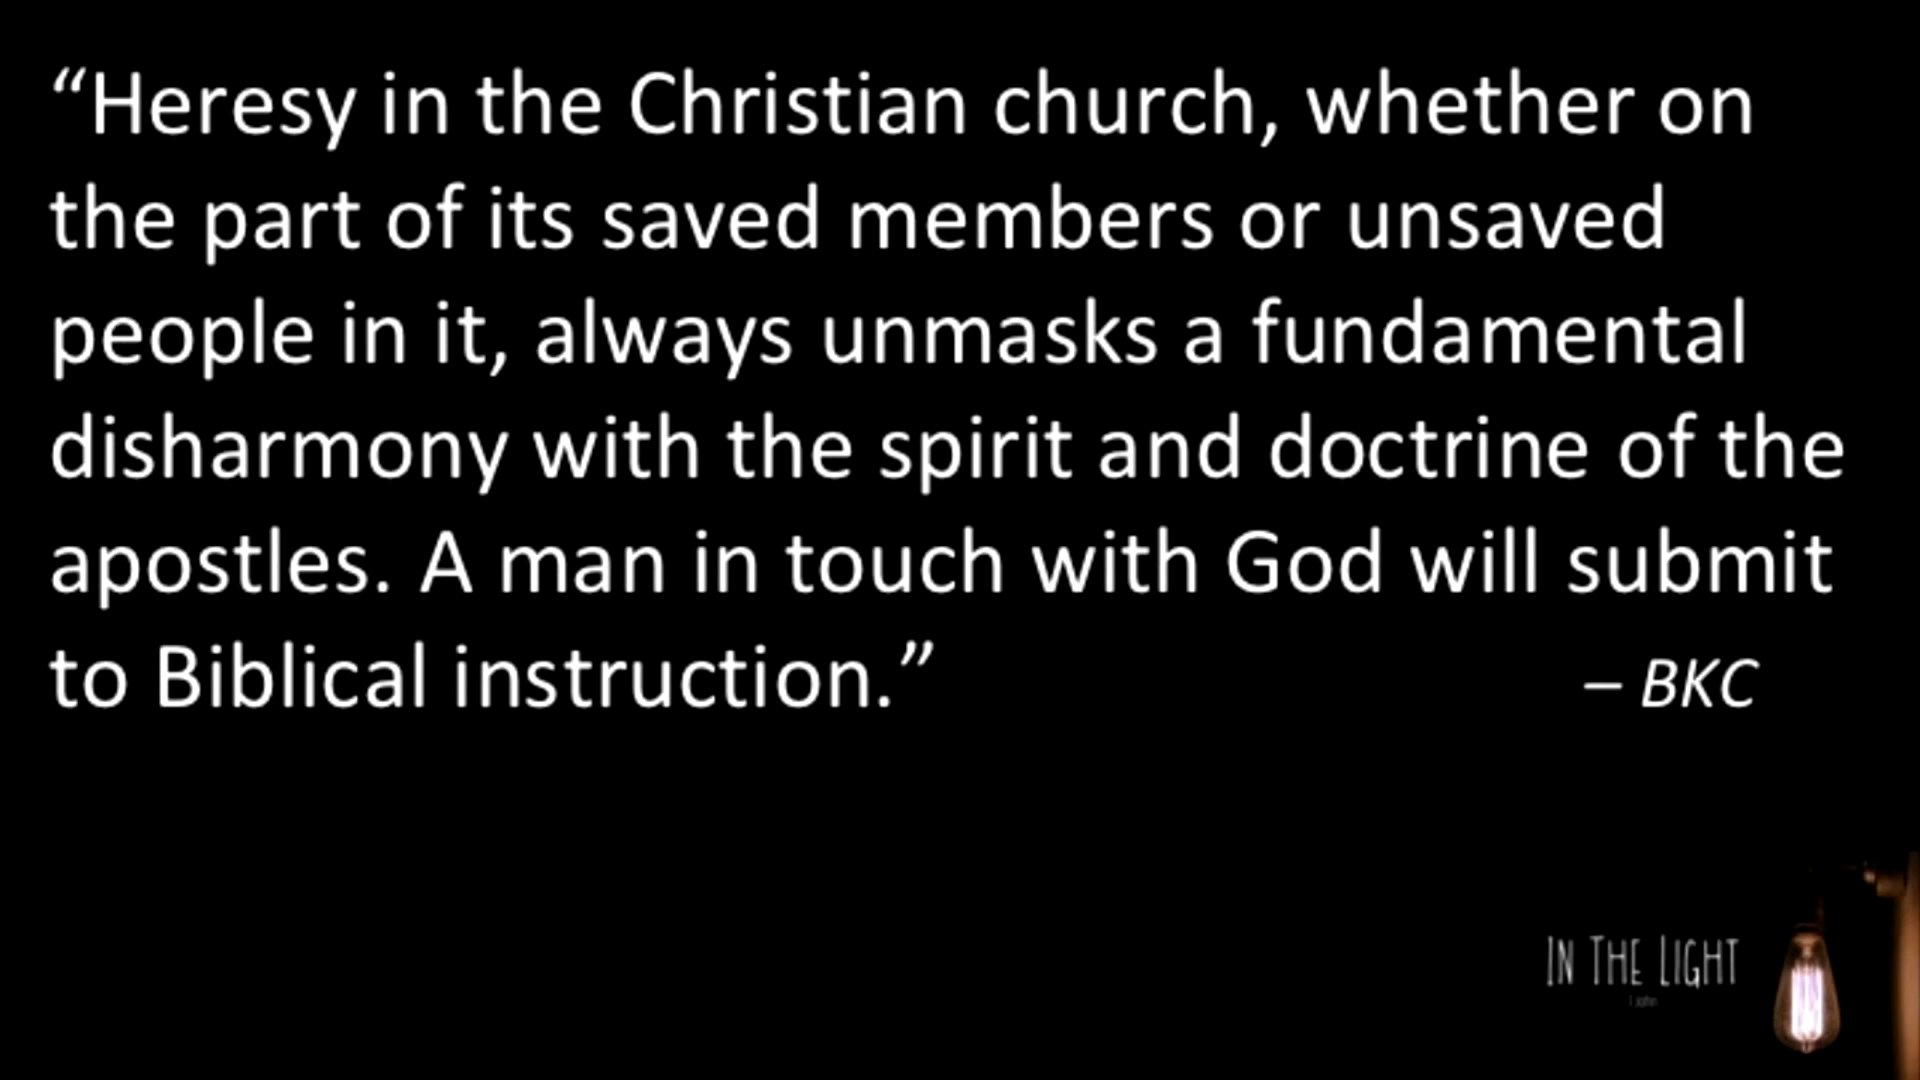 “Heresy in the Christian church, whether on
the part of its saved members or unsaved
people in it, always unmasks a fundamental
disharmony with the spirit and doctrine of the
apostles. A man in touch with God will submit
to Biblical instruction.” – BKC
IN THE LIGHT
1 John